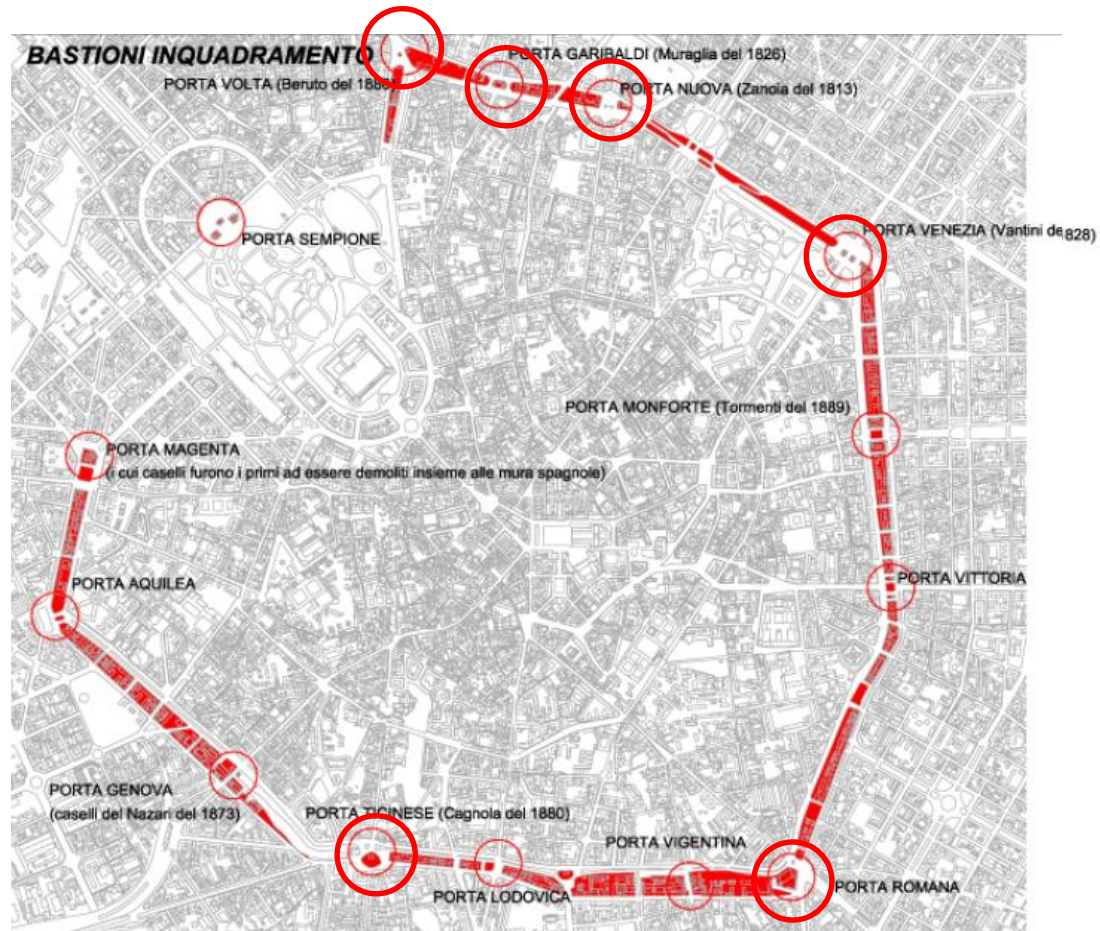 BASTIONI INQUADRAMENTO
PORTA GARIBALDI (Muraglia del 1826)
PORTA VOLTA (Beruto del
PORTA NUOVA (Zanoia del 1813)
PORTA SEMPIONE
PORTA VENEZIA (Vantini de 828)
PORTA MONFORTE (Tormenti del 1889)
PORTA MAGENTA
(i cui caselli furono i primi ad essere demoliti insieme alle mura spagnole)
PORTA AQUILEA
PORTA VITTORIA
PORTA GENOVA
(caselli del Nazari del 1873)
PORTA TICINESE (Cagnola del 1880)
PORTA VIGENTINA
PORTA LODOVICA
PORTA ROMANA